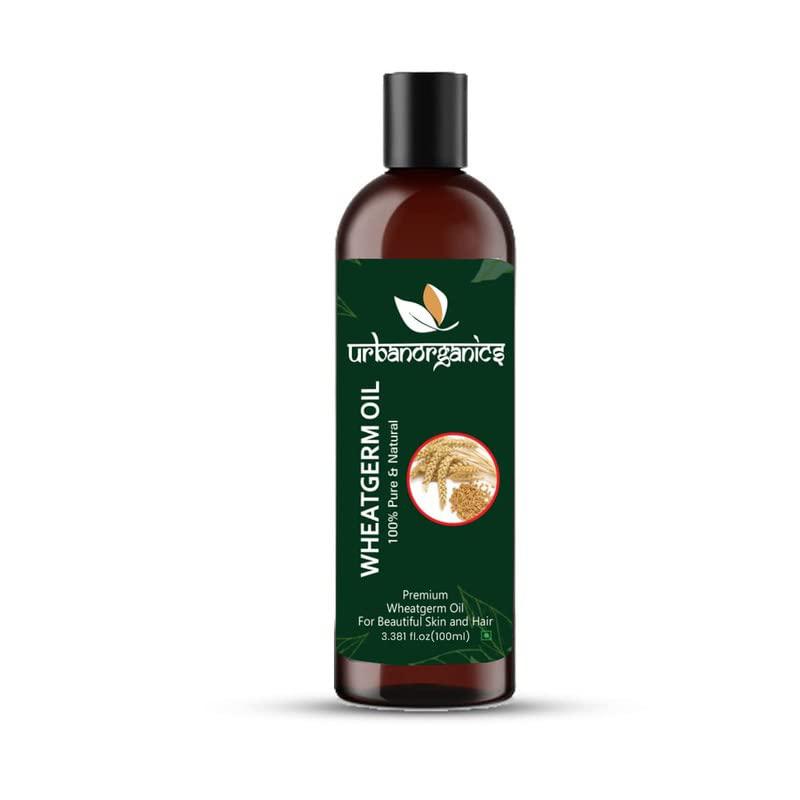 urbanorganics
WHEATGERM OIL
100% Pure & Natural
Premium
Wheatgerm Oil
For Beautiful Skin and Hair
3.381 fl.oz(100ml)